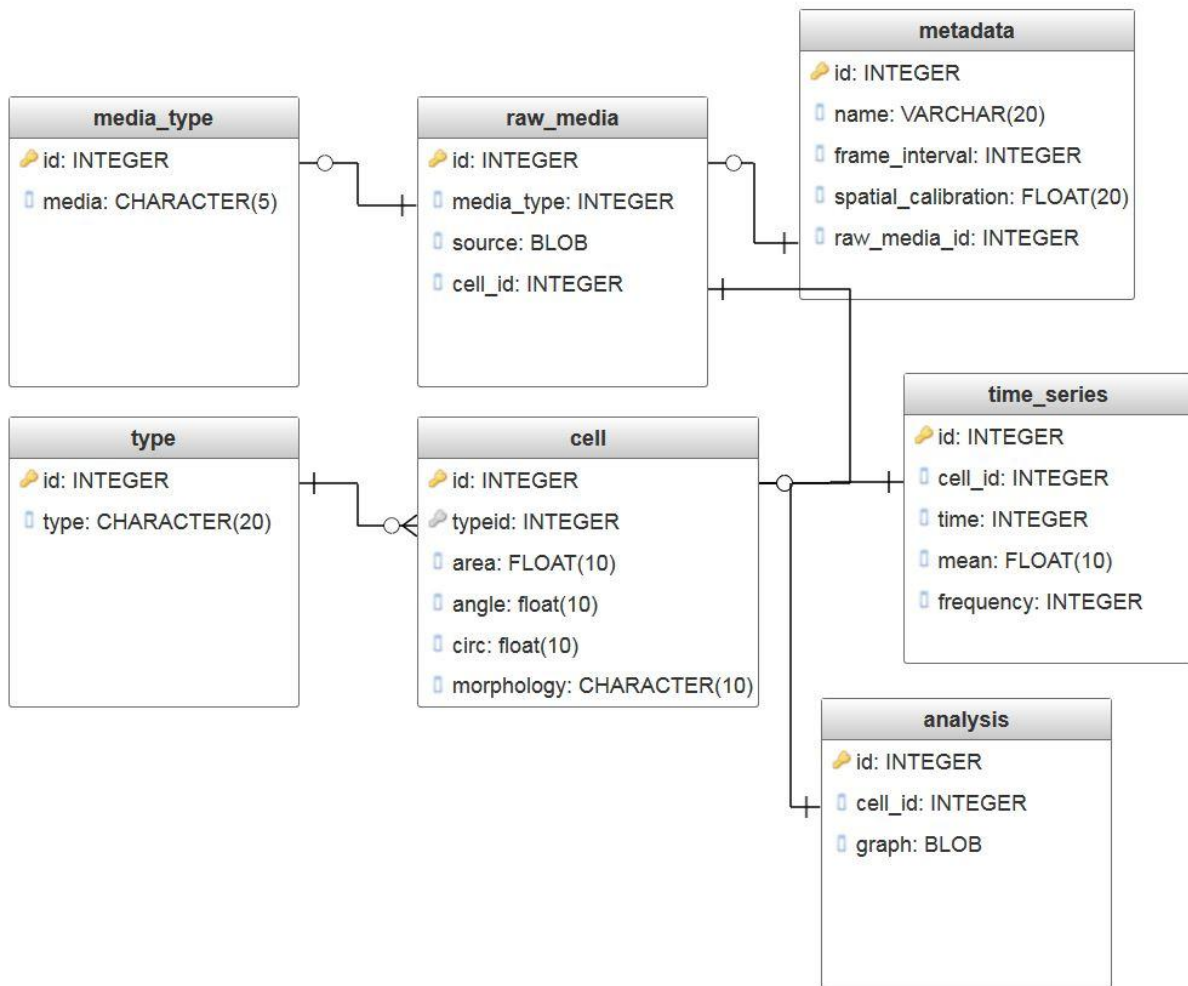 metadata
id: INTEGER
name: VARCHAR(20)
frame_interval: INTEGER
spatial_calibration: FLOAT(20)
raw_media_id: INTEGER
media_type
id: INTEGER
media: CHARACTER(5)
raw_media
id: INTEGER
media_type: INTEGER
source: BLOB
cell_id: INTEGER
time_series
id: INTEGER
cell_id: INTEGER
time: INTEGER
mean: FLOAT(10)
frequency: INTEGER
type
id: INTEGER
type: CHARACTER(20)
cell
id: INTEGER
typeid: INTEGER
area: FLOAT(10)
angle: float(10)
circ: float(10)
morphology: CHARACTER(10)
analysis
id: INTEGER
cell_id: INTEGER
graph: BLOB